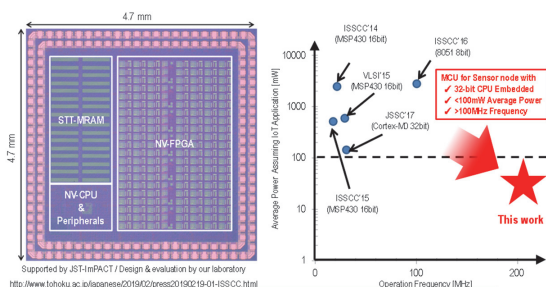 4.7 mm
4.7 mm
STT-MRAM
NV-FPGA
NV-CPU
&
Peripherals
Supported by JST-ImPACT / Design & evaluation by our laboratory
http://www.tohoku.ac.jp/japanese/2019/02/press20190219-01-ISSCC.html
Average Power Assuming IoT Application [mW]
10000
1000
100
10
1
0
100
200
Operation Frequency [MHz]
ISSCC'14
(MSP430 16bit)
ISSCC'16
(8051 8bit)
VLSI'15
(MSP430 16bit)
JSSC'17
(Cortex-M0 32bit)
ISSCC'15
(MSP430 16bit)
MCU for Sensor node with
✓ 32-bit CPU Embedded
✓ <100mW Average Power
✓ >100MHz Frequency
This work